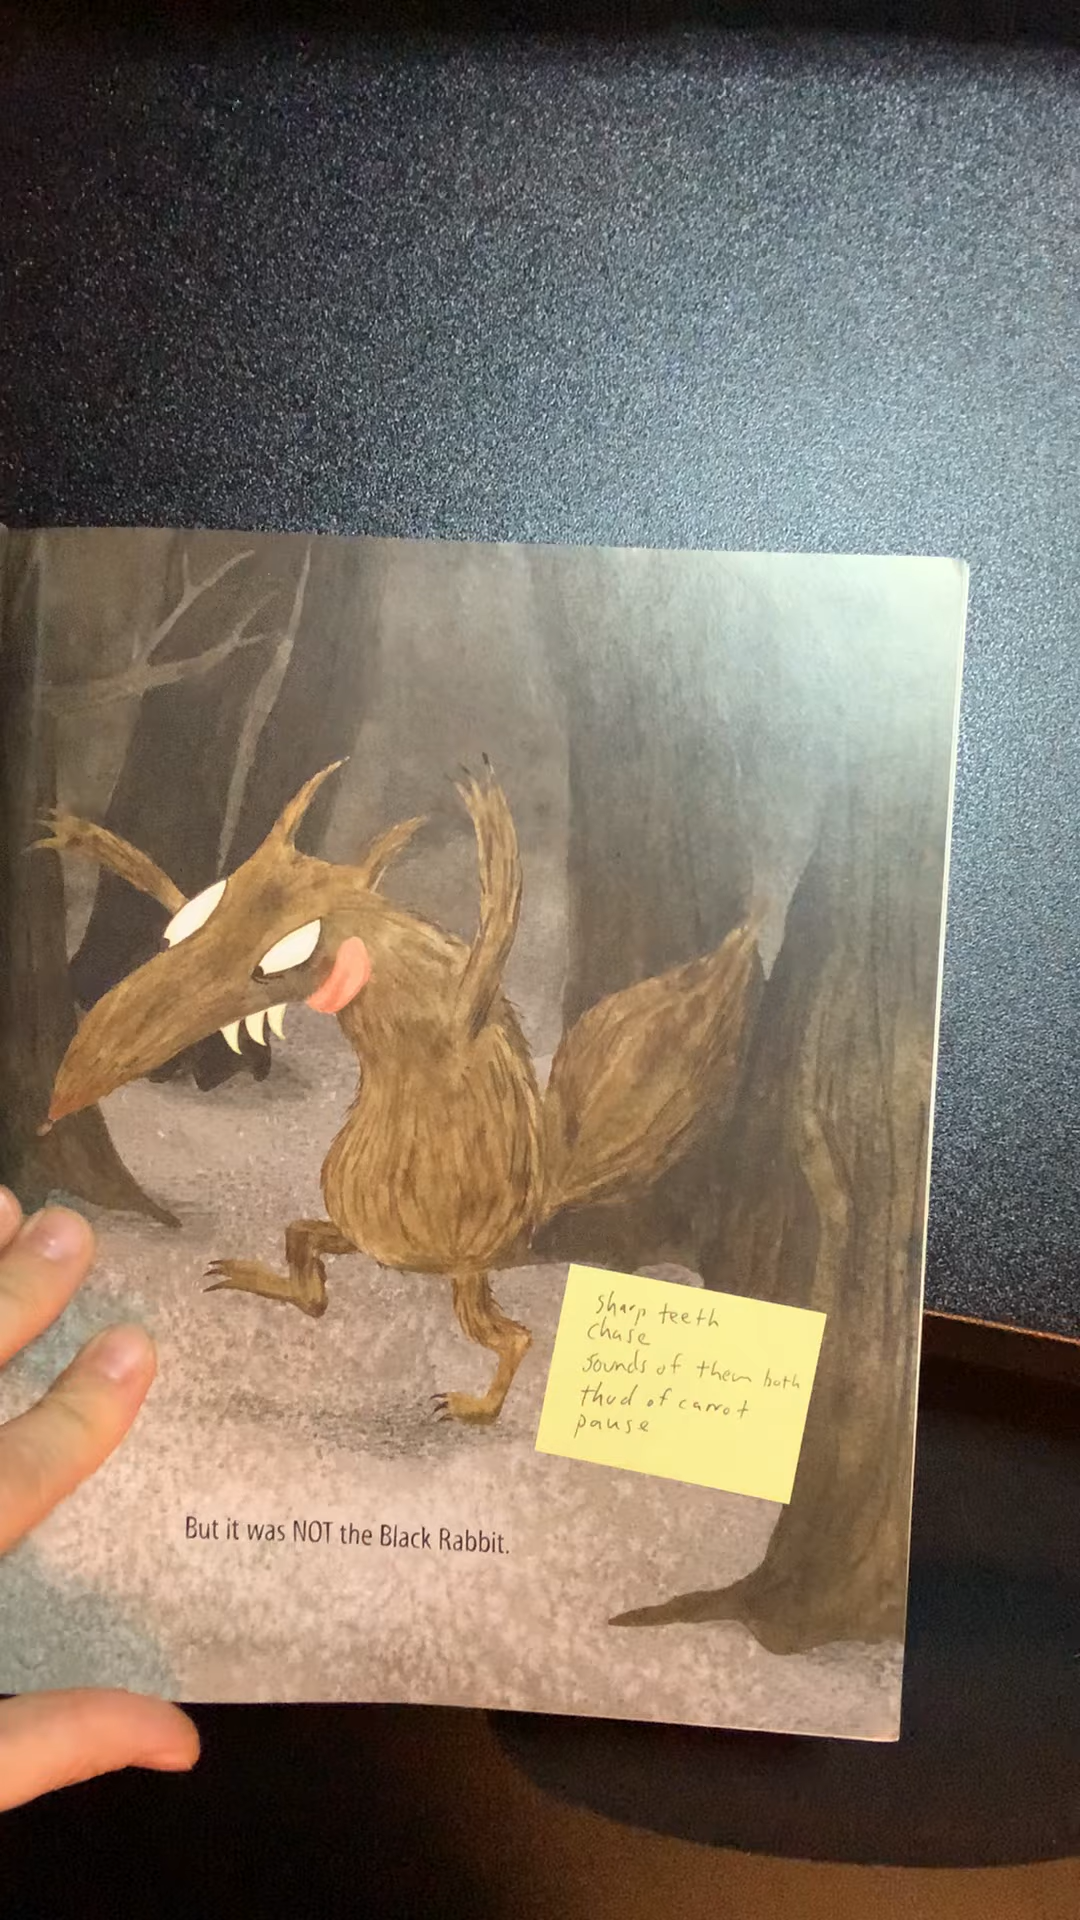 sharp teeth
chase
sounds of them both
thud of carrot
pause
But it was NOT the Black Rabbit.